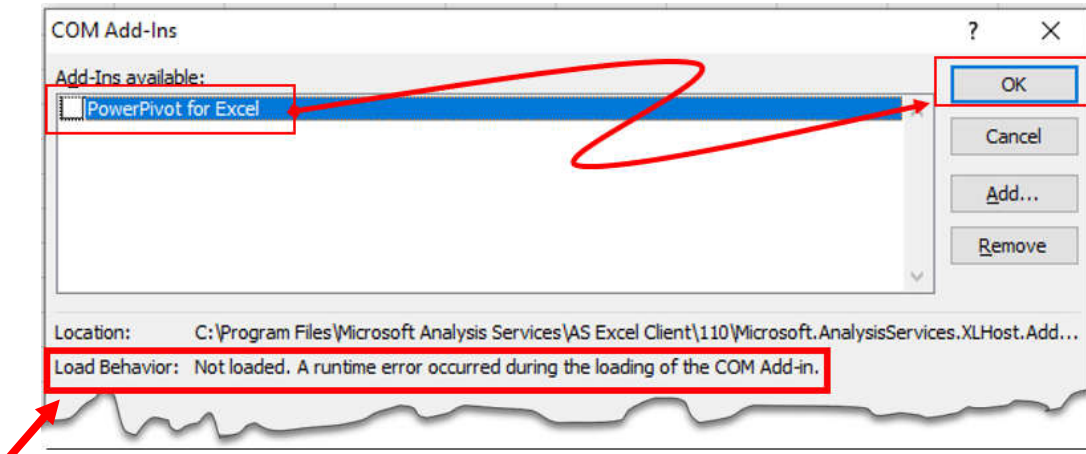 COM Add-Ins ?
Add-Ins available:
PowerPivot for Excel
OK
Cancel
Add...
Remove
Location: C:\Program Files\Microsoft Analysis Services\AS Excel Client\110\Microsoft.AnalysisServices.XLHost.Add...
Load Behavior: Not loaded. A runtime error occurred during the loading of the COM Add-in.